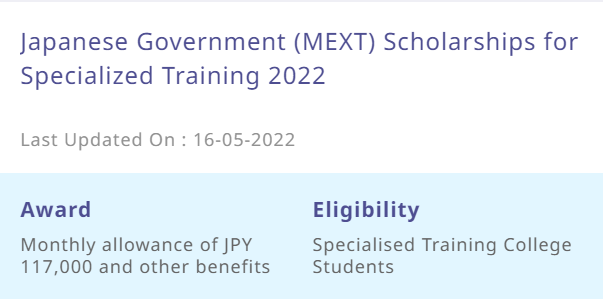 Japanese Government (MEXT) Scholarships for
Specialized Training 2022
Last Updated On : 16-05-2022
Award
Monthly allowance of JPY
117,000 and other benefits
Eligibility
Specialised Training College
Students